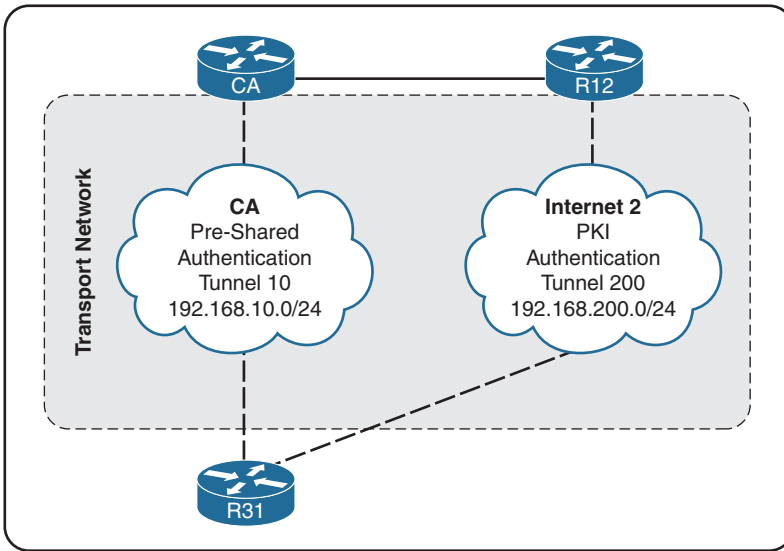 CA
R12
Transport Network
CA
Pre-Shared
Authentication
Tunnel 10
192.168.10.0/24
Internet 2
PKI
Authentication
Tunnel 200
192.168.200.0/24
R31